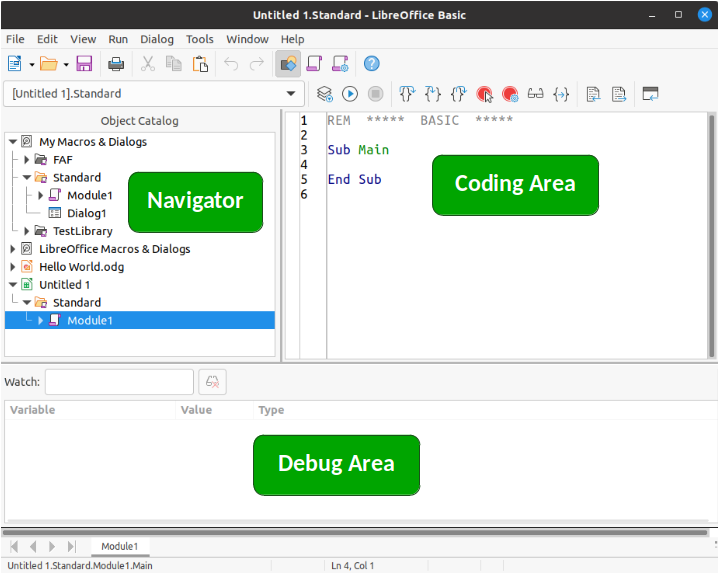 Untitled 1.Standard - LibreOffice Basic
File Edit View Run Dialog Tools Window Help
[Untitled 1].Standard
Object Catalog
My Macros & Dialogs
FAF
Standard
Module1
Dialog1
TestLibrary
LibreOffice Macros & Dialogs
Hello World.odg
Untitled 1
Standard
Module1
Navigator
1 REM ***** BASIC *****
2
3 Sub Main
4
5 End Sub
6
Coding Area
Watch:
Variable Value Type
Debug Area
Module1
Untitled 1.Standard.Module1.Main Ln 4, Col 1